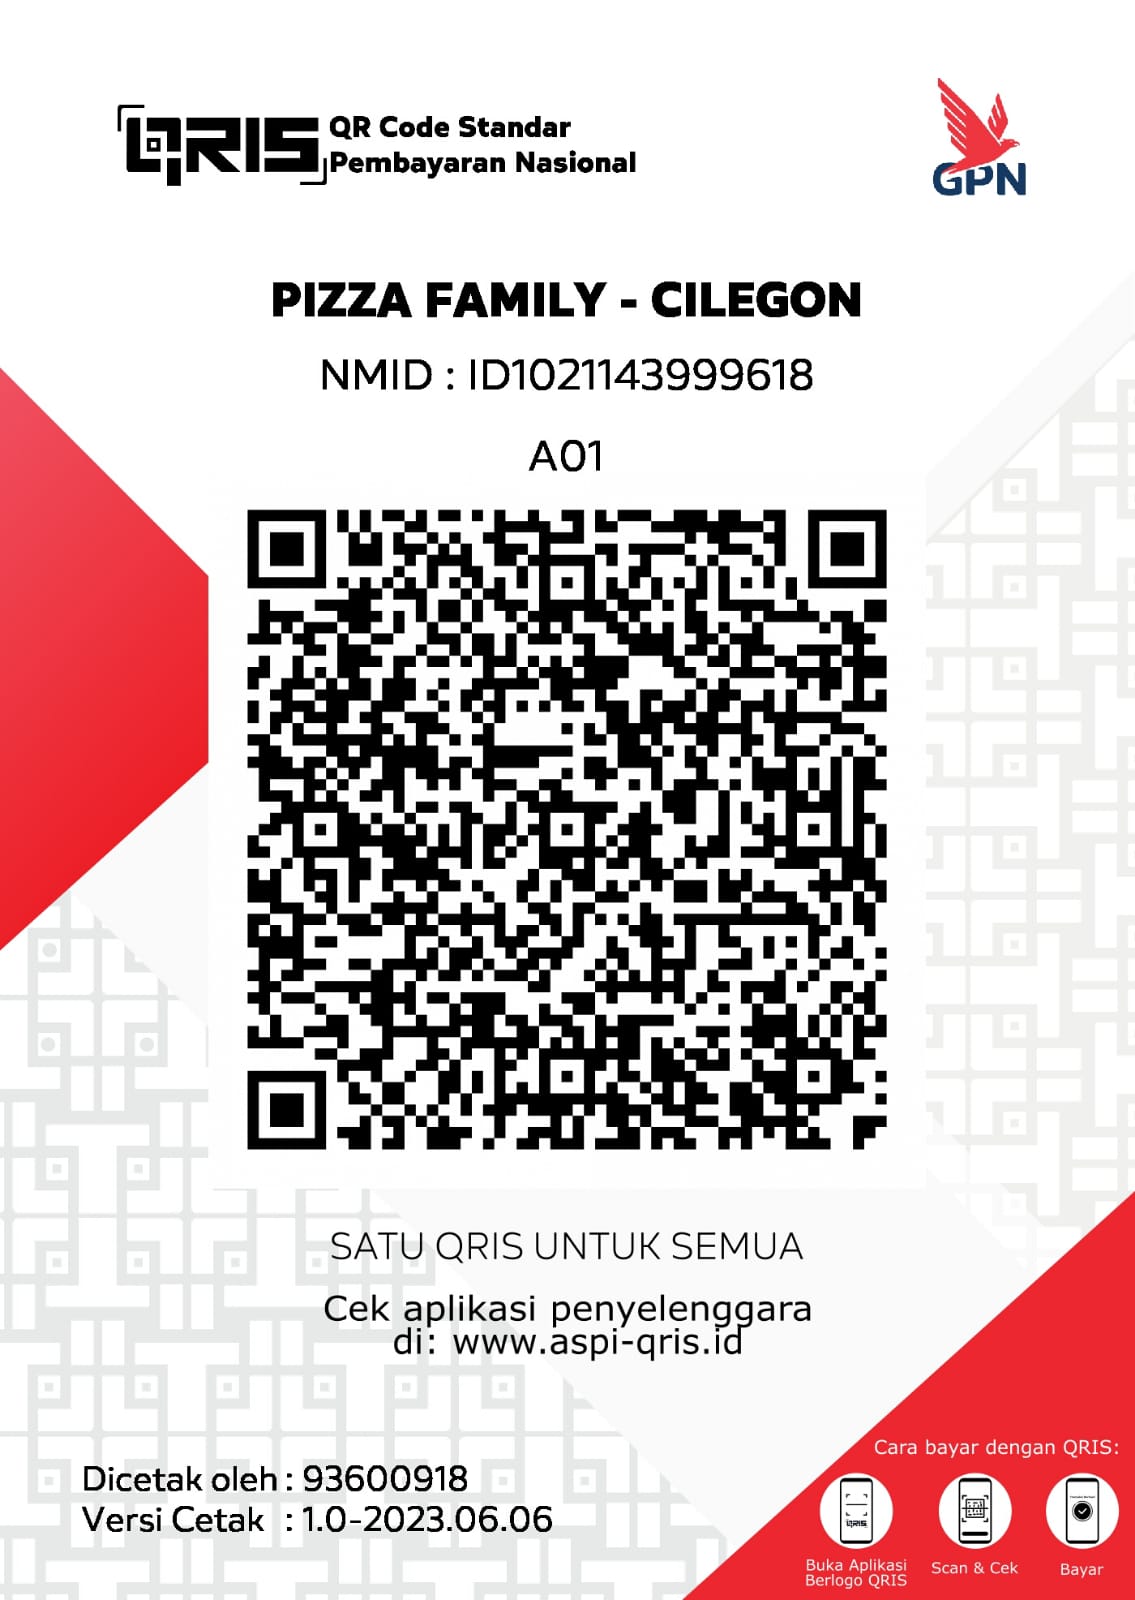 QRIS QR Code Standar
Pembayaran Nasional
GPN
PIZZA FAMILY - CILEGON
NMID : ID1021143999618
A01
SATU QRIS UNTUK SEMUA
Cek aplikasi penyelenggara
di: www.aspi-qris.id
Dicetak oleh : 93600918
Versi Cetak : 1.0-2023.06.06
Cara bayar dengan QRIS:
QRIS
Buka Aplikasi
Berlogo QRIS
Scan & Cek
Bayar